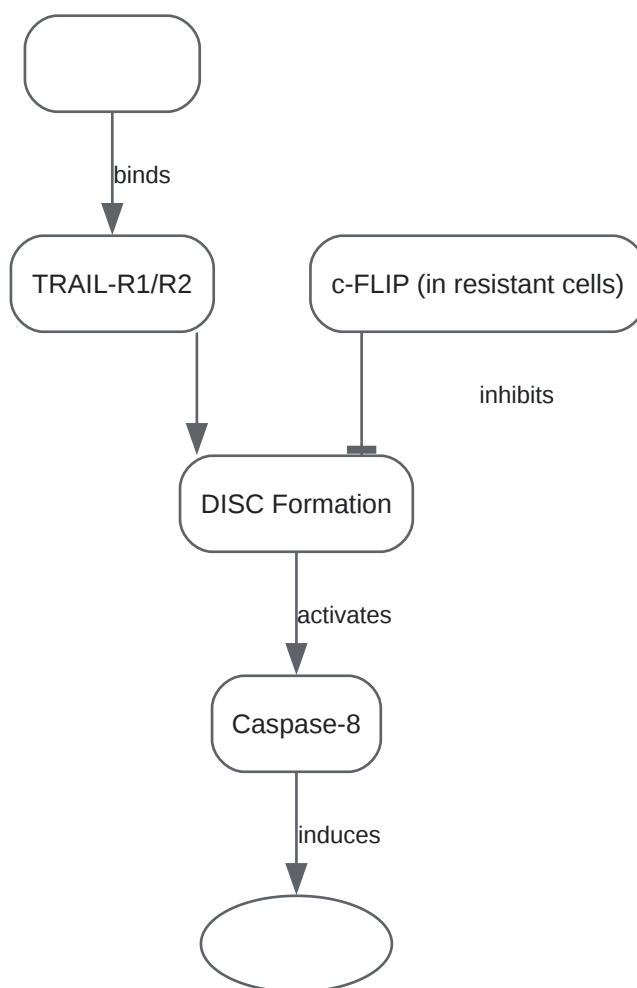 binds
TRAIL-R1/R2
c-FLIP (in resistant cells)
inhibits
DISC Formation
activates
Caspase-8
induces